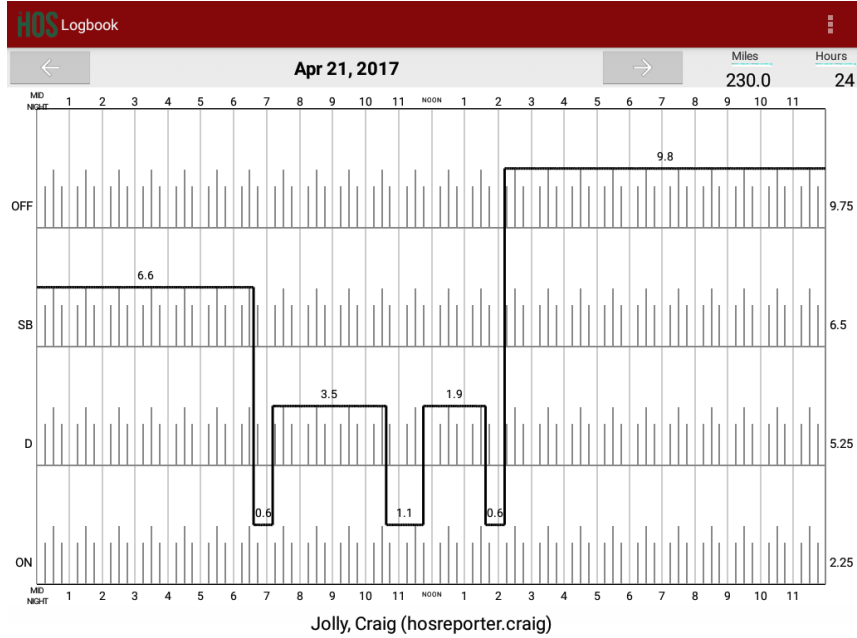 HOS Logbook
Miles Hours
Apr 21, 2017
230.0 24
MID NIGHT 1 2 3 4 5 6 7 8 9 10 11 NOON 1 2 3 4 5 6 7 8 9 10 11
9.8
OFF 9.75
6.6
SB 6.5
3.5 1.9
D 5.25
0.6 1.1 0.6
ON 2.25
MID NIGHT 1 2 3 4 5 6 7 8 9 10 11 NOON 1 2 3 4 5 6 7 8 9 10 11
Jolly, Craig (hosreporter.craig)